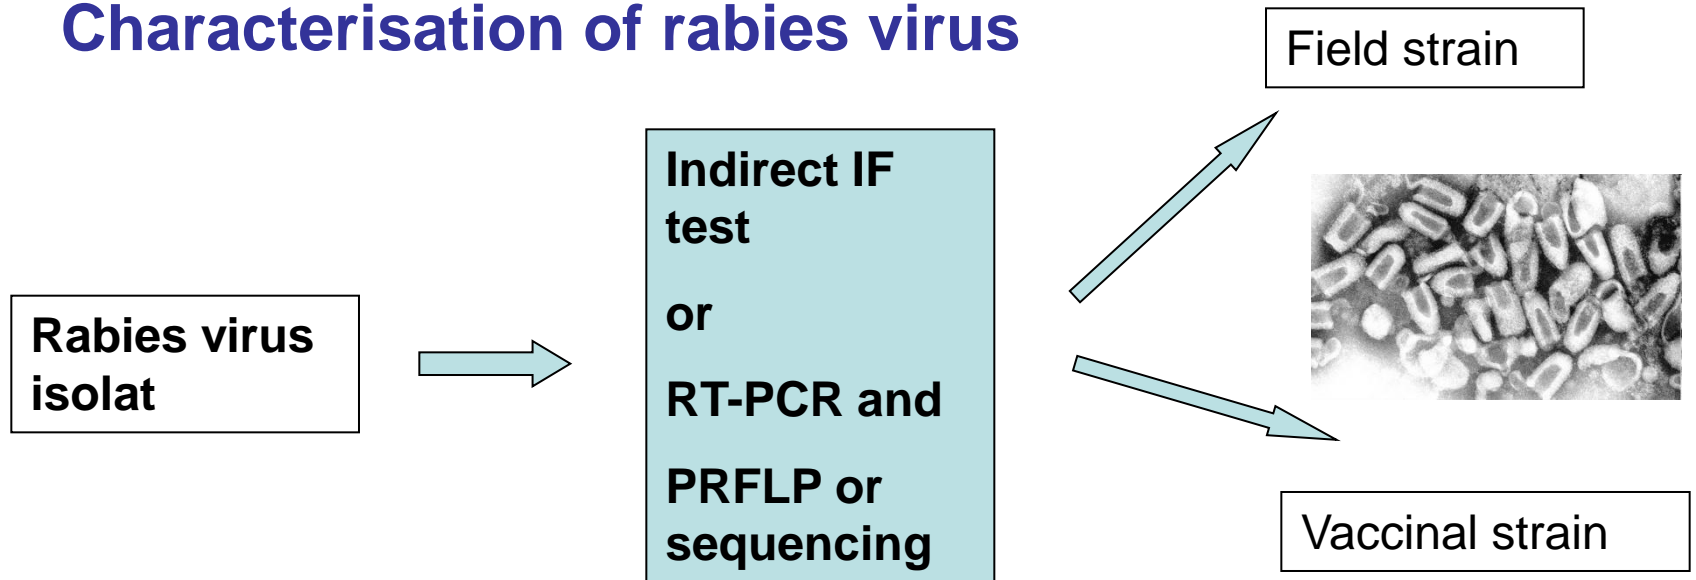 Characterisation of rabies virus
Field strain
Indirect IF
test
or
RT-PCR and
PRFLP or
sequencing
Rabies virus
isolat
Vaccinal strain